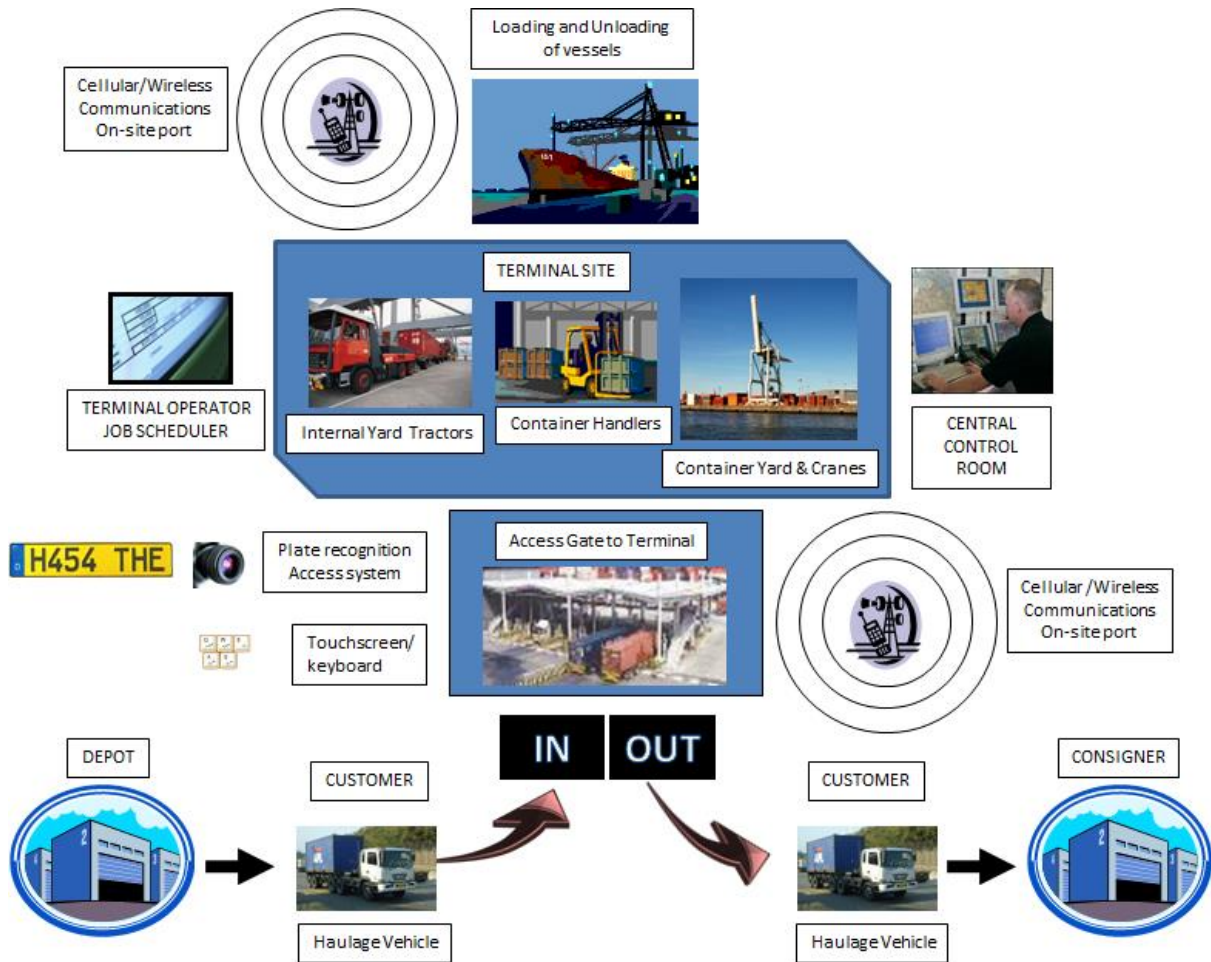 Loading and Unloading
of vessels
Cellular/Wireless
Communications
On-site port
TERMINAL SITE
TERMINAL OPERATOR
JOB SCHEDULER
Internal Yard Tractors
Container Handlers
Container Yard & Cranes
CENTRAL
CONTROL
ROOM
H454 THE
Plate recognition
Access system
Access Gate to Terminal
Cellular /Wireless
Communications
On-site port
Touchscreen/
keyboard
IN
OUT
DEPOT
CUSTOMER
CUSTOMER
CONSIGNER
2
2
Haulage Vehicle
Haulage Vehicle